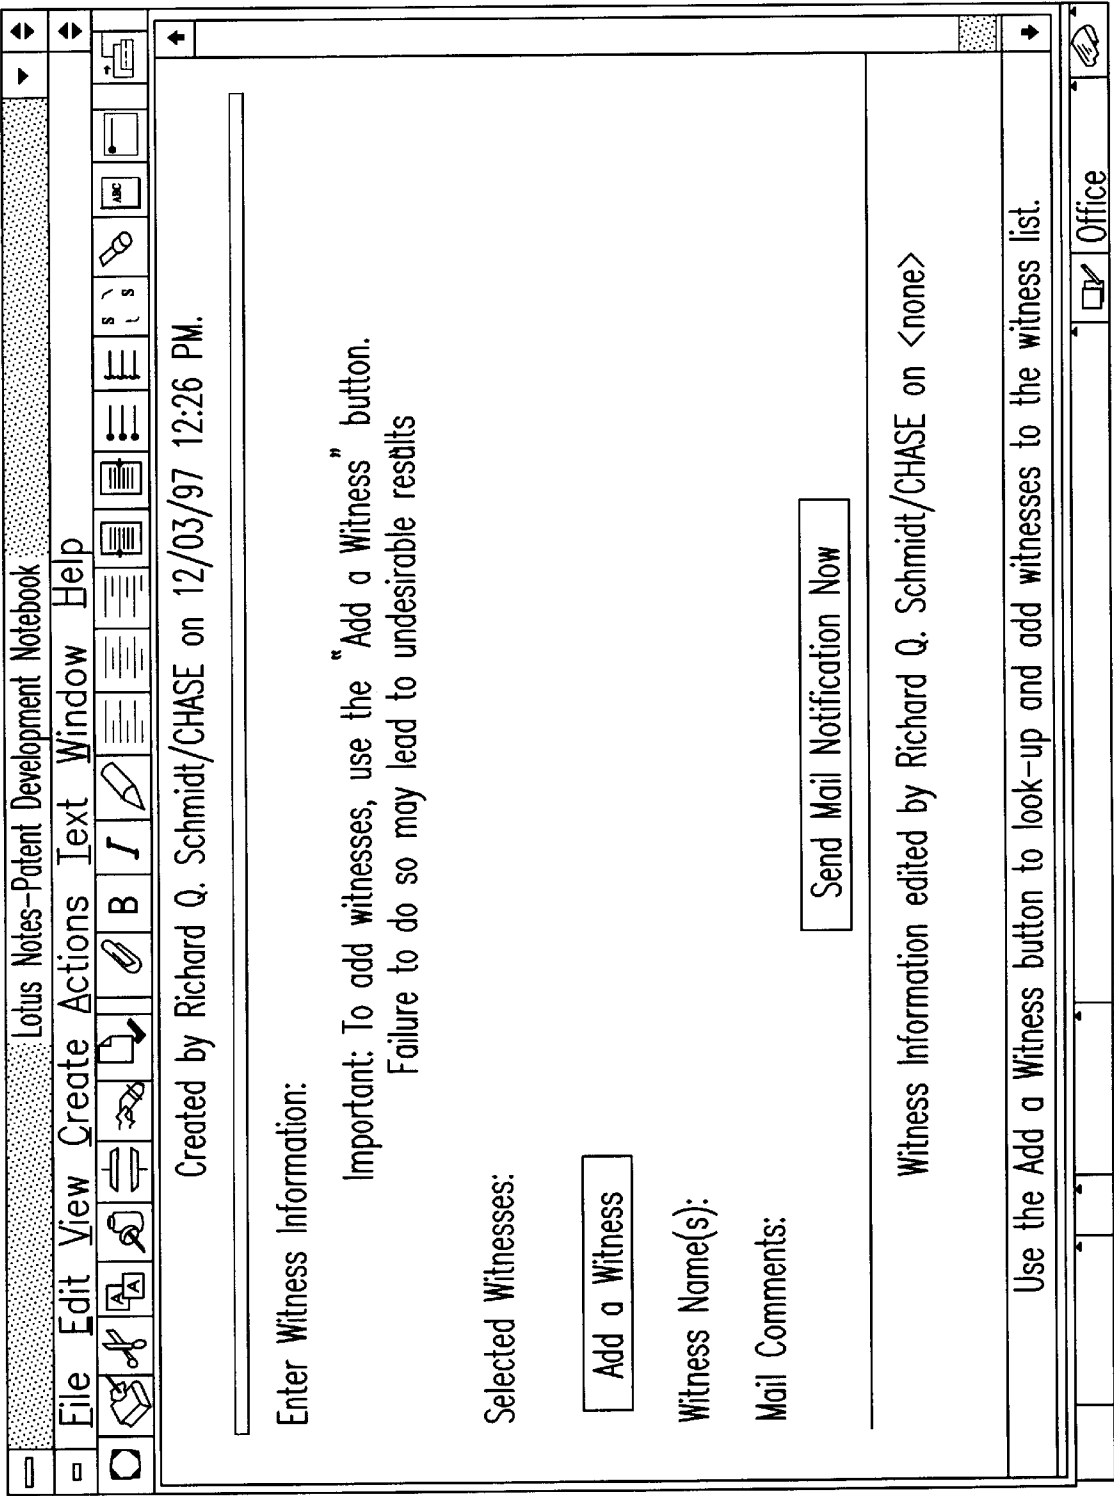 Lotus Notes-Patent Development Notebook
File Edit View Create Actions Text Window Help
B I ABC
Created by Richard Q. Schmidt/CHASE on 12/03/97 12:26 PM.
Enter Witness Information:
Important: To add witnesses, use the "Add a Witness" button.
Failure to do so may lead to undesirable results
Selected Witnesses:
Add a Witness
Witness Name(s):
Mail Comments:
Send Mail Notification Now
Witness Information edited by Richard Q. Schmidt/CHASE on <none>
Use the Add a Witness button to look-up and add witnesses to the witness list.
Office